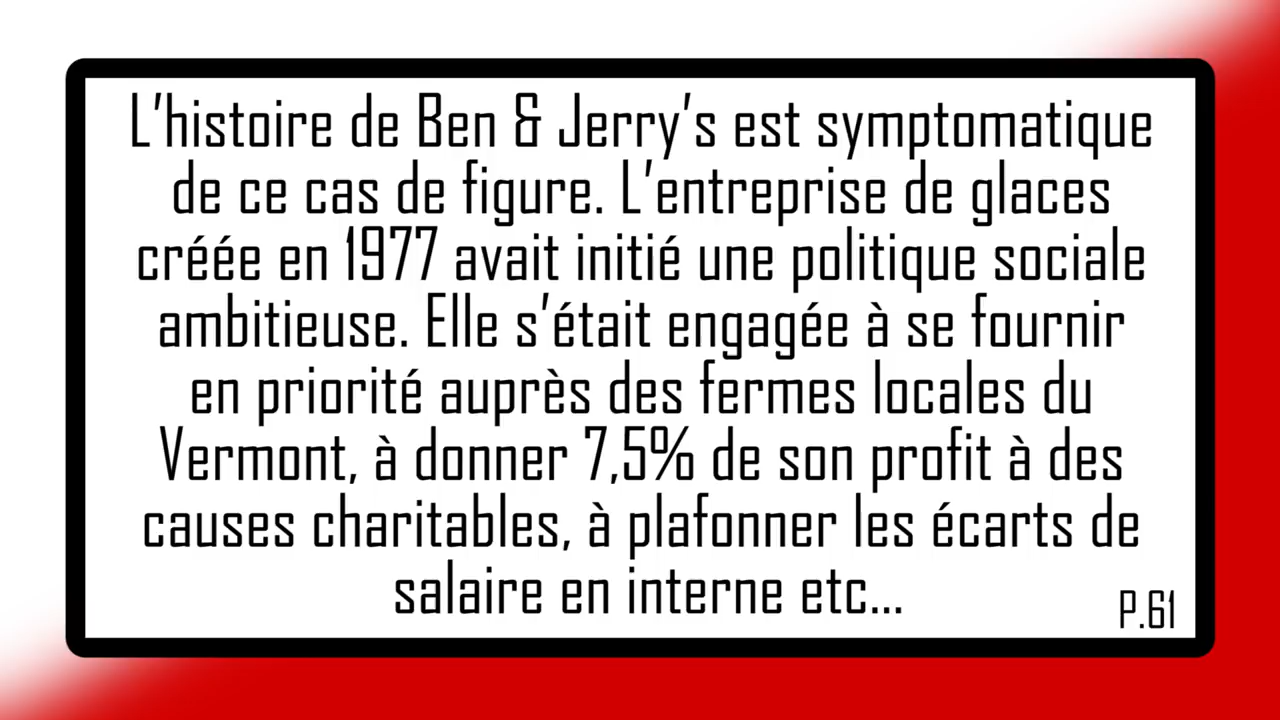 L'histoire de Ben & Jerry's est symptomatique
de ce cas de figure. L'entreprise de glaces
créée en 1977 avait initié une politique sociale
ambitieuse. Elle s'était engagée à se fournir
en priorité auprès des fermes locales du
Vermont, à donner 7,5% de son profit à des
causes charitables, à plafonner les écarts de
salaire en interne etc...
P.61